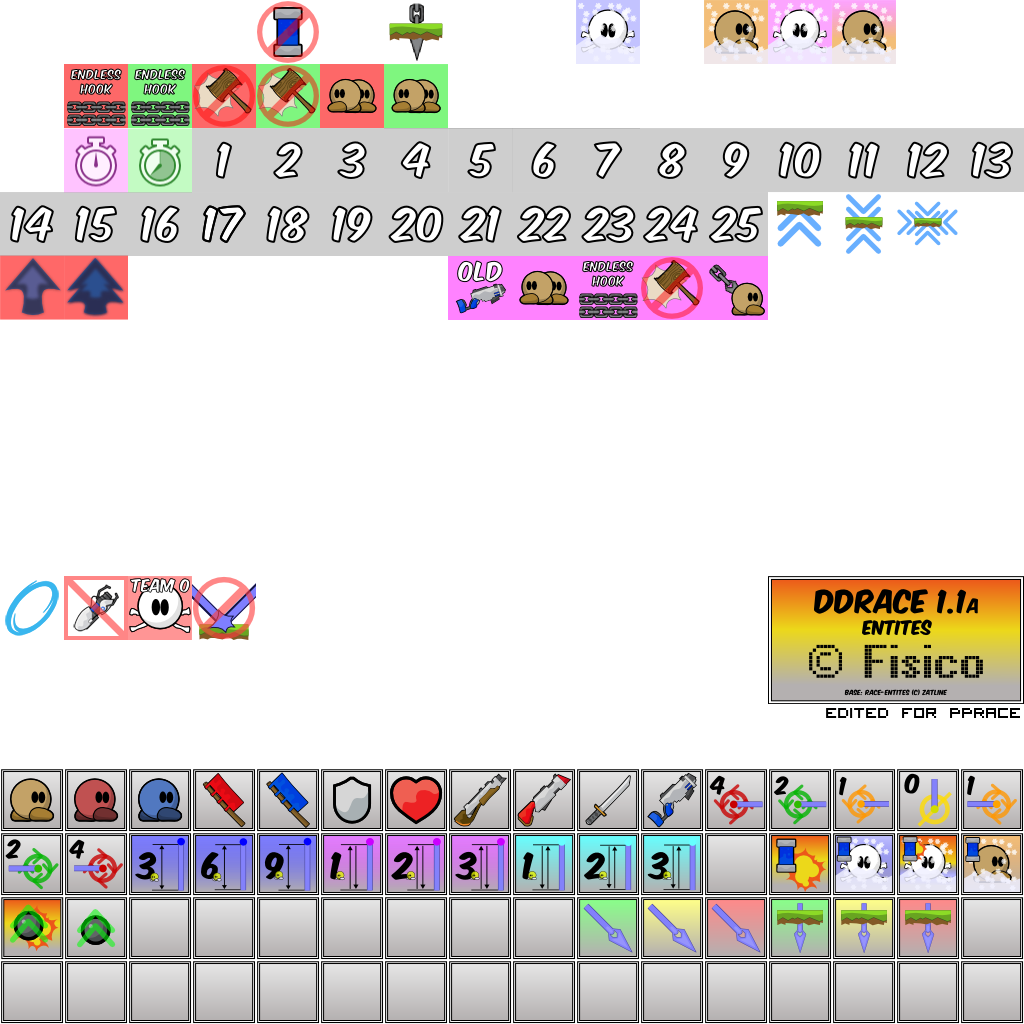 ENDLESS
HOOK
ENDLESS
HOOK
1 2 3 4 5 6 7 8 9 10 11 12 13
14 15 16 17 18 19 20 21 22 23 24 25
OLD
ENDLESS
HOOK
TEAM 0
DDRACE 1.1A
ENTITES
© Fisico
BASE: RACE-ENTITES (C) ZATLINE
EDITED FOR PPRACE
4 2 1 0 1
2 4 3 6 9 1 2 3 1 2 3